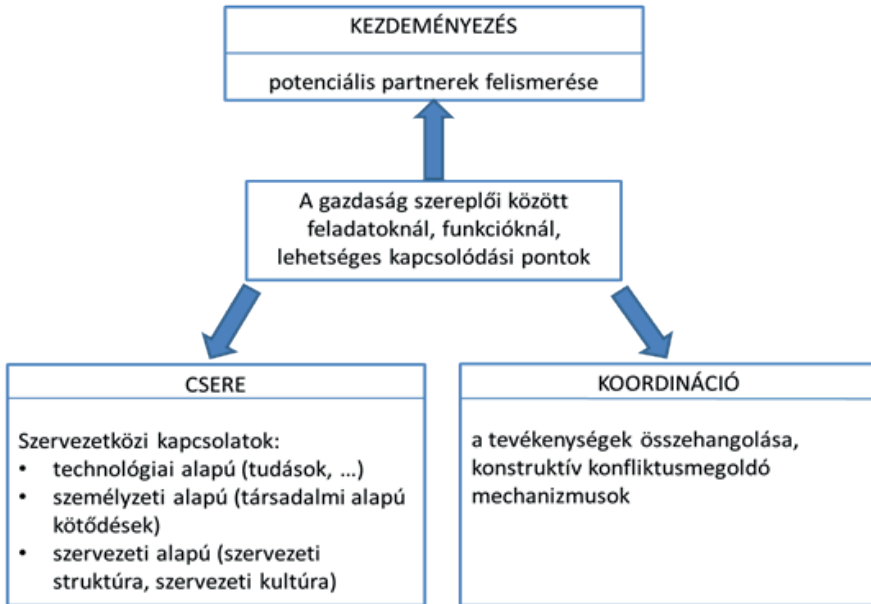 KEZDEMÉNYEZÉS
potenciális partnerek felismerése
A gazdaság szereplői között
feladatoknál, funkcióknál,
lehetséges kapcsolódási pontok
CSERE
Szervezetközi kapcsolatok:
• technológiai alapú (tudások, …)
• személyzeti alapú (társadalmi alapú
kötődések)
• szervezeti alapú (szervezeti
struktúra, szervezeti kultúra)
KOORDINÁCIÓ
a tevékenységek összehangolása,
konstruktív konfliktusmegoldó
mechanizmusok